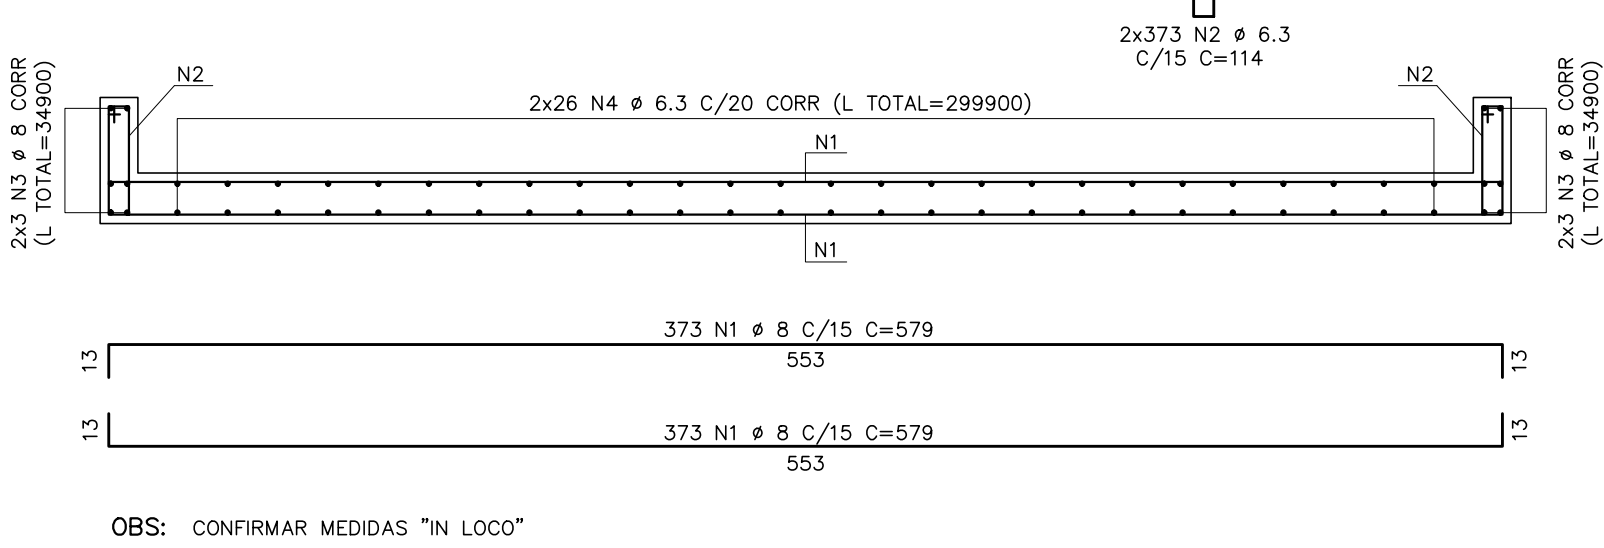 2x373 N2 ø 6.3
C/15 C=114
2x3 N3 ø 8 CORR
(L TOTAL=34900)
N2
2x26 N4 ø 6.3 C/20 CORR (L TOTAL=299900)
N1
N2
2x3 N3 ø 8 CORR
(L TOTAL=34900)
N1
373 N1 ø 8 C/15 C=579
13
553
13
13
373 N1 ø 8 C/15 C=579
13
553
OBS: CONFIRMAR MEDIDAS "IN LOCO"